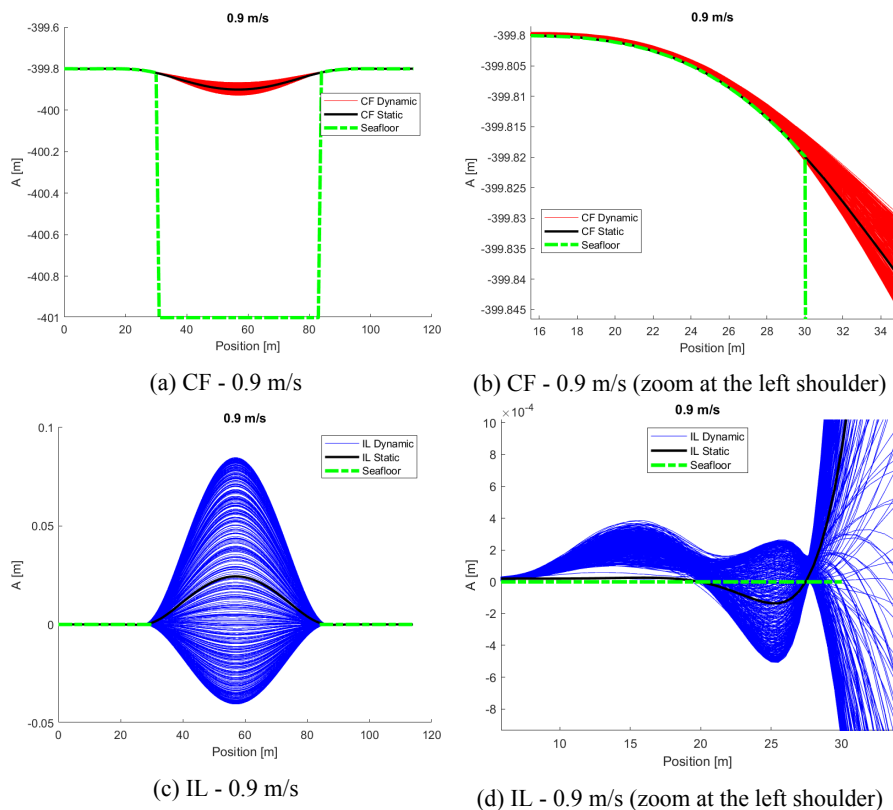 0.9 m/s
-399.6
-399.8
-400
-400.2
-400.4
-400.6
-400.8
-401
A [m]
CF Dynamic
CF Static
Seafloor
0 20 40 60 80 100 120
Position [m]
(a) CF - 0.9 m/s
0.9 m/s
-399.8
-399.805
-399.81
-399.815
-399.82
-399.825
-399.83
-399.835
-399.84
-399.845
A [m]
CF Dynamic
CF Static
Seafloor
16 18 20 22 24 26 28 30 32 34
Position [m]
(b) CF - 0.9 m/s (zoom at the left shoulder)
0.9 m/s
0.1
0.05
0
-0.05
A [m]
IL Dynamic
IL Static
Seafloor
0 20 40 60 80 100 120
Position [m]
(c) IL - 0.9 m/s
×10⁻⁴
0.9 m/s
10
8
6
4
2
0
-2
-4
-6
-8
A [m]
IL Dynamic
IL Static
Seafloor
10 15 20 25 30
Position [m]
(d) IL - 0.9 m/s (zoom at the left shoulder)